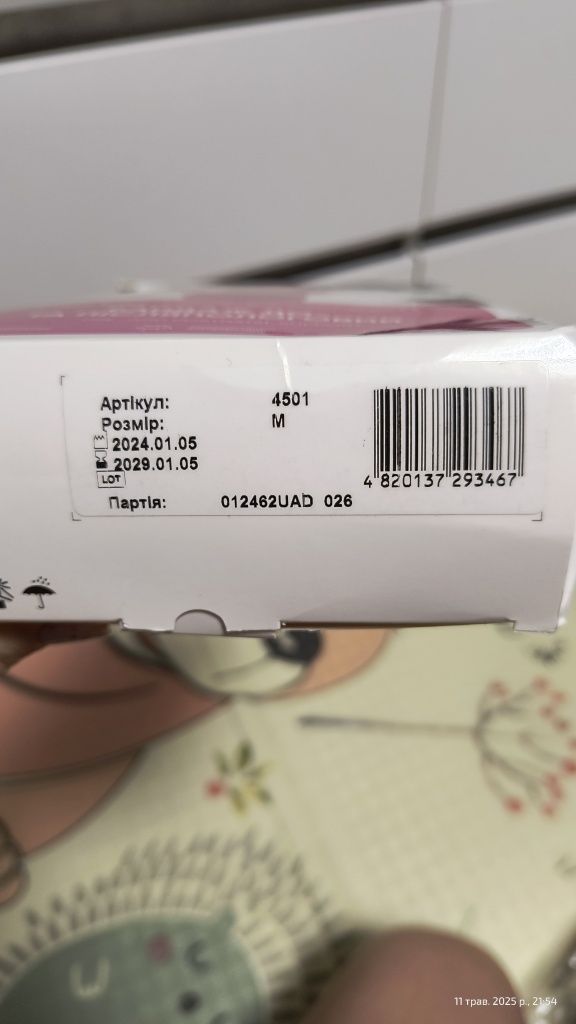 Артікул: 4501
Розмір: M
2024.01.05
2029.01.05
LOT
Партія: 012462UAD 026
4 820137 293467
11 трав. 2025 р., 21:54